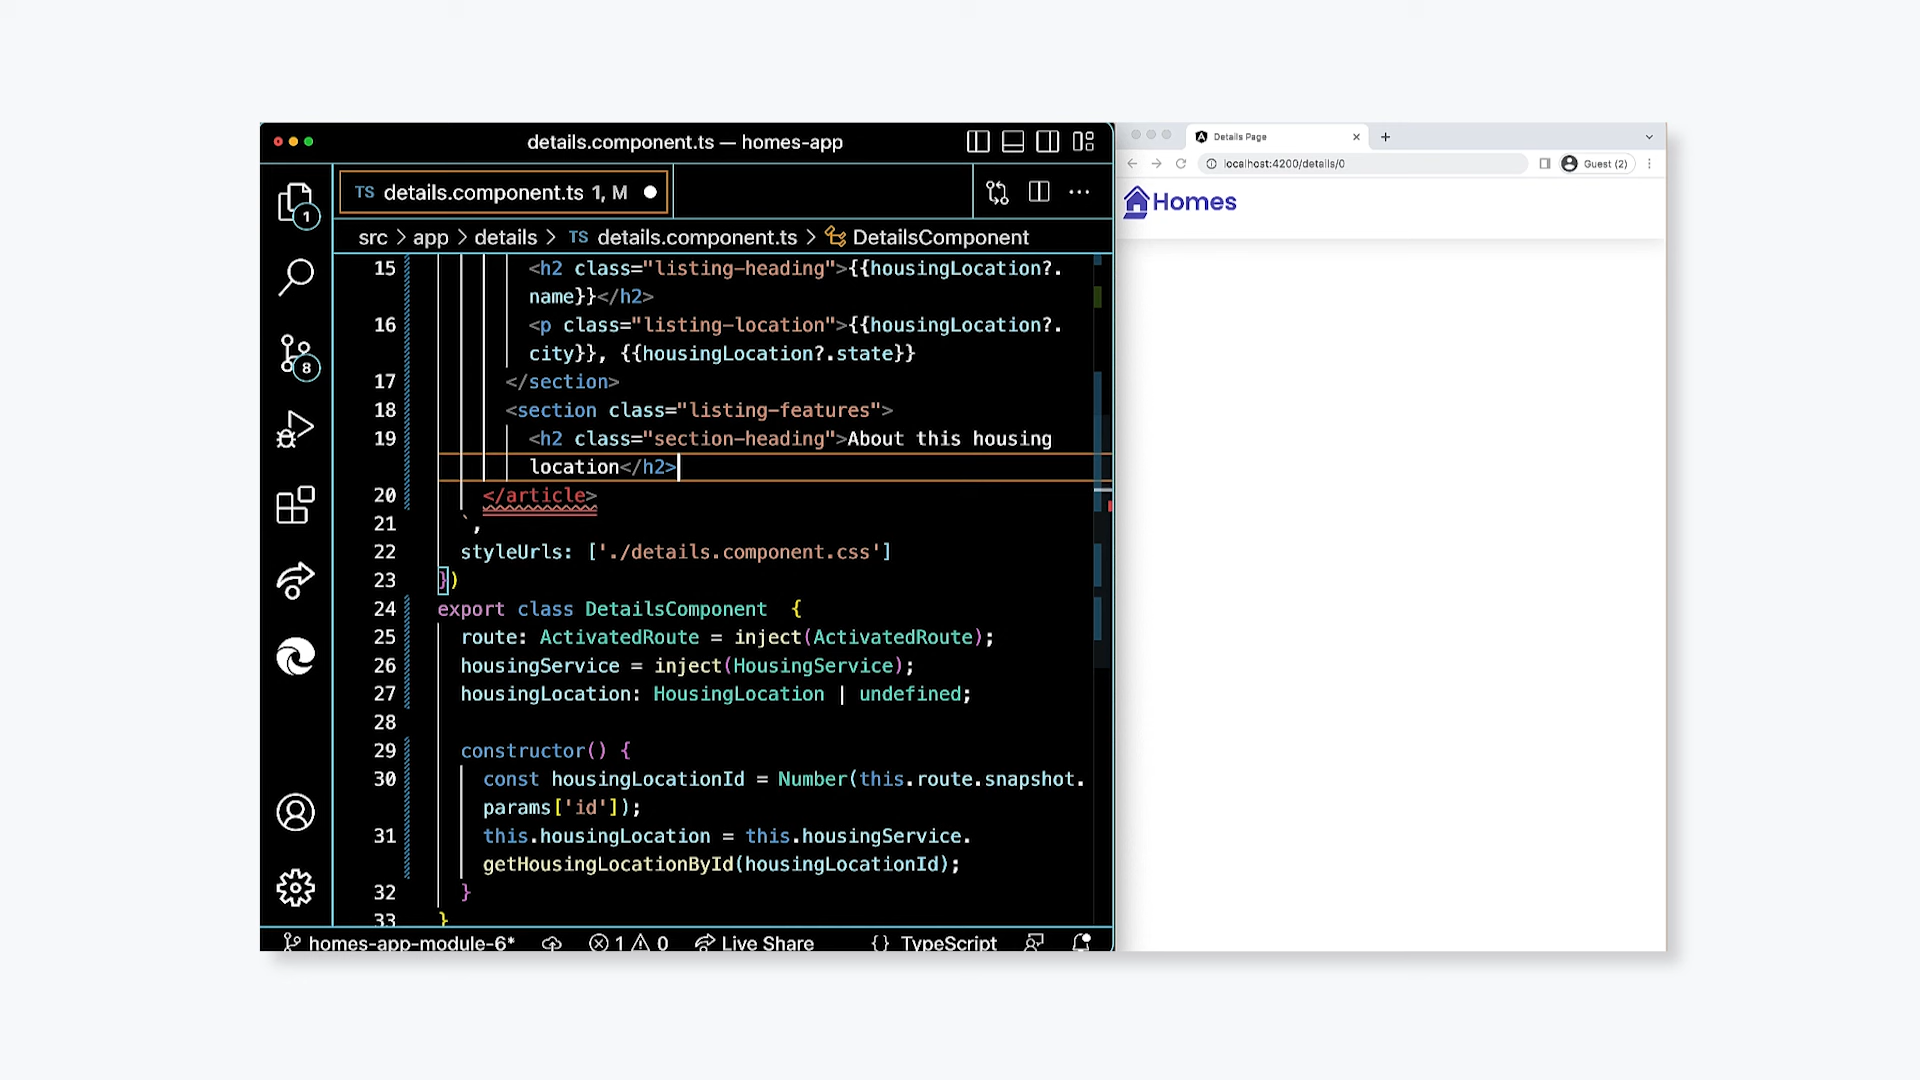 details.component.ts — homes-app
TS details.component.ts 1, M
src > app > details > TS details.component.ts > DetailsComponent
15 <h2 class="listing-heading">{{housingLocation?.
name}}</h2>
16 <p class="listing-location">{{housingLocation?.
city}}, {{housingLocation?.state}}
17 </section>
18 <section class="listing-features">
19 <h2 class="section-heading">About this housing
location</h2>
20 </article>
21 `,
22 styleUrls: ['./details.component.css']
23 })
24 export class DetailsComponent {
25 route: ActivatedRoute = inject(ActivatedRoute);
26 housingService = inject(HousingService);
27 housingLocation: HousingLocation | undefined;
28
29 constructor() {
30 const housingLocationId = Number(this.route.snapshot.
params['id']);
31 this.housingLocation = this.housingService.
getHousingLocationById(housingLocationId);
32 }
33 }
1
8
homes-app-module-6* 1 0 Live Share {} TypeScript
Details Page
localhost:4200/details/0
Guest (2)
Homes